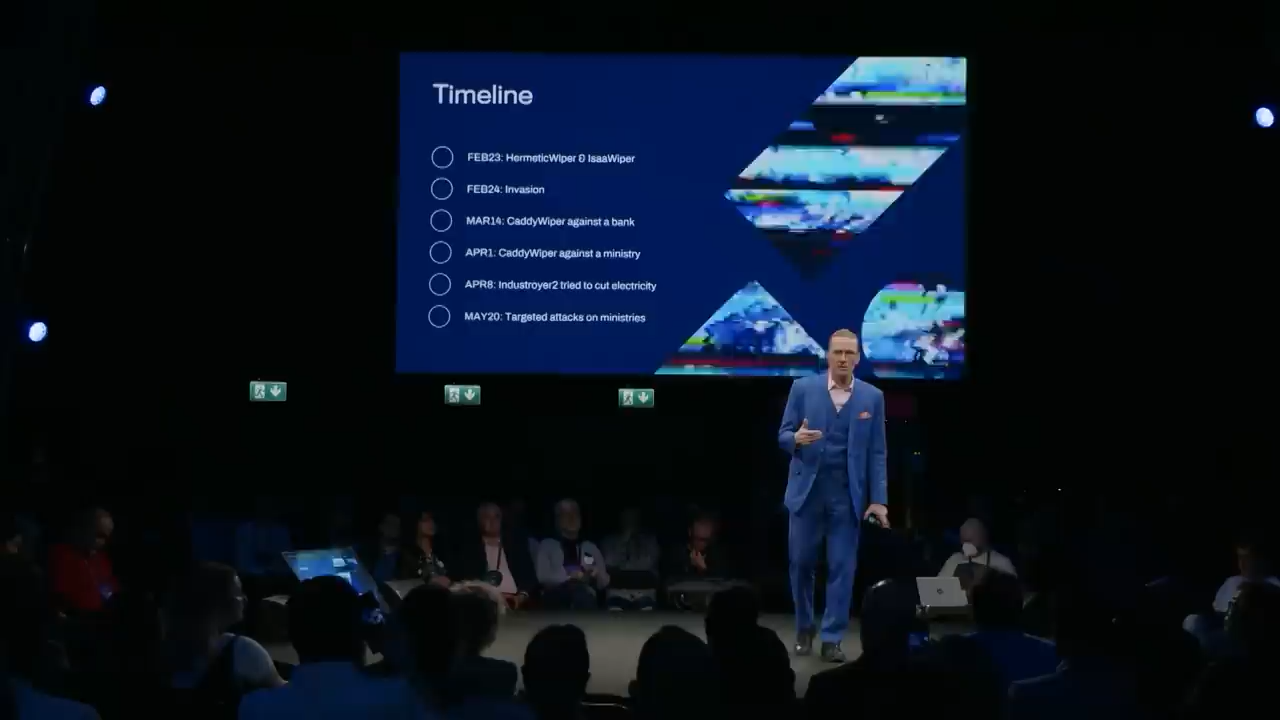 Timeline
FEB23: HermeticWiper & IsaaWiper
FEB24: Invasion
MAR14: CaddyWiper against a bank
APR1: CaddyWiper against a ministry
APR8: Industroyer2 tried to cut electricity
MAY20: Targeted attacks on ministries